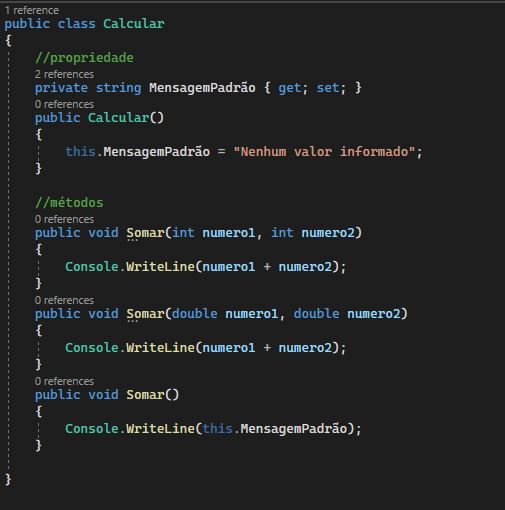 1 reference
public class Calcular
{
//propriedade
2 references
private string MensagemPadrão { get; set; }
0 references
public Calcular()
{
this.MensagemPadrão = "Nenhum valor informado";
}
//métodos
0 references
public void Somar(int numero1, int numero2)
{
Console.WriteLine(numero1 + numero2);
}
0 references
public void Somar(double numero1, double numero2)
{
Console.WriteLine(numero1 + numero2);
}
0 references
public void Somar()
{
Console.WriteLine(this.MensagemPadrão);
}
}